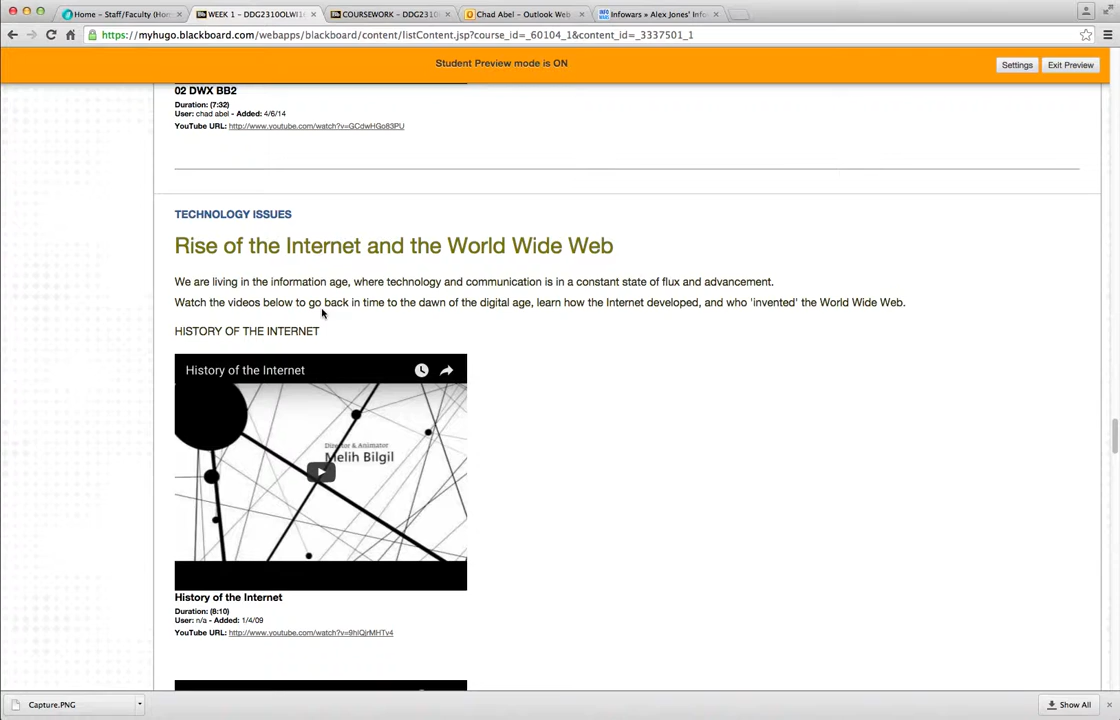 Home - Staff/Faculty (Hom
WEEK 1 – DDG2310OLWI16
COURSEWORK – DDG2310
Chad Abel – Outlook Web
Infowars » Alex Jones' Info
https://myhugo.blackboard.com/webapps/blackboard/content/listContent.jsp?course_id=_60104_1&content_id=_3337501_1
Student Preview mode is ON
Settings
Exit Preview
02 DWX BB2
Duration: (7:32)
User: chad abel - Added: 4/6/14
YouTube URL: http://www.youtube.com/watch?v=GCdwHGo83PU
TECHNOLOGY ISSUES
Rise of the Internet and the World Wide Web
We are living in the information age, where technology and communication is in a constant state of flux and advancement.
Watch the videos below to go back in time to the dawn of the digital age, learn how the Internet developed, and who 'invented' the World Wide Web.
HISTORY OF THE INTERNET
History of the Internet
Director & Animator
Melih Bilgil
History of the Internet
Duration: (8:10)
User: n/a - Added: 1/4/09
YouTube URL: http://www.youtube.com/watch?v=9hIQjrMHTv4
Capture.PNG
Show All